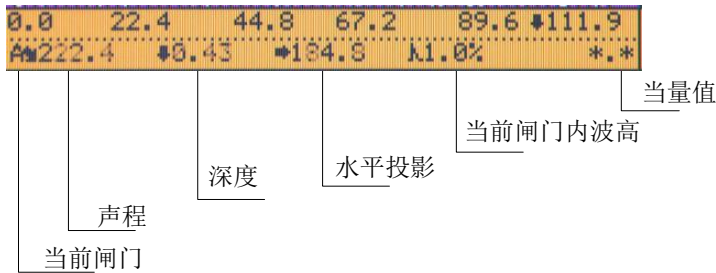 0.0 22.4 44.8 67.2 89.6 ⬇111.9
A 222.4 ⬇0.43 ➡184.8 1.0% *.*
当量值
当前闸门内波高
水平投影
深度
声程
当前闸门